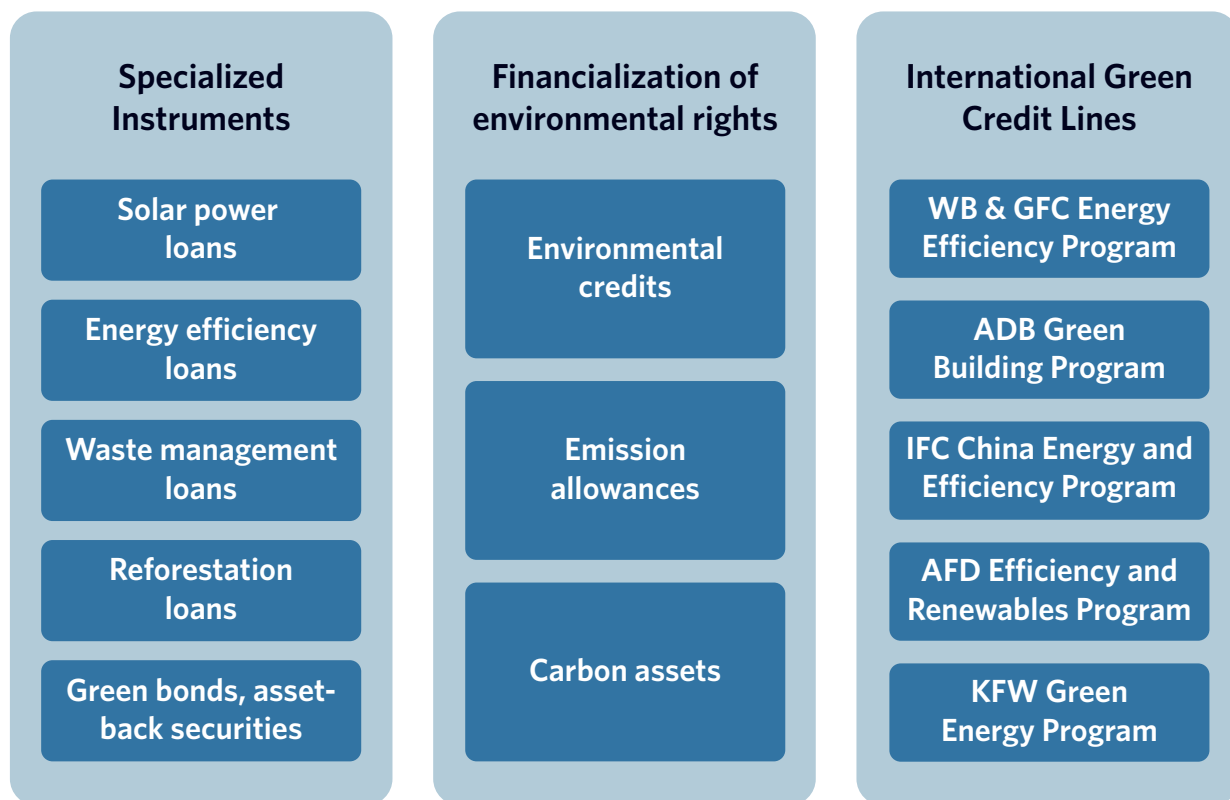 Specialized
Instruments
Solar power
loans
Energy efficiency
loans
Waste management
loans
Reforestation
loans
Green bonds, asset-
back securities
Financialization of
environmental rights
Environmental
credits
Emission
allowances
Carbon assets
International Green
Credit Lines
WB & GFC Energy
Efficiency Program
ADB Green
Building Program
IFC China Energy and
Efficiency Program
AFD Efficiency and
Renewables Program
KFW Green
Energy Program